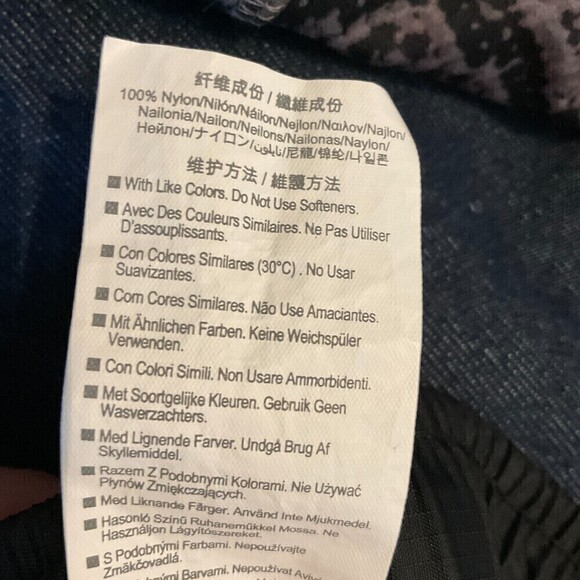 纤维成份 / 纖維成份
100% Nylon/Nilón/Náilon/Nejlon/Ναιλον/Najlon/
Nailonia/Nailon/Neilons/Nailonas/Naylon/
Нейлон/ナイロン/نايلون/尼龍/锦纶/나일론
维护方法 / 維護方法
With Like Colors. Do Not Use Softeners.
Avec Des Couleurs Similaires. Ne Pas Utiliser
D'assouplissants.
Con Colores Similares (30°C) . No Usar
Suavizantes.
Com Cores Similares. Não Use Amaciantes.
Mit Ähnlichen Farben. Keine Weichspüler
Verwenden.
Con Colori Simili. Non Usare Ammorbidenti.
Met Soortgelijke Kleuren. Gebruik Geen
Wasverzachters.
Med Lignende Farver. Undgå Brug Af
Skyllemiddel.
Razem Z Podobnymi Kolorami. Nie Używać
Płynów Zmiękczających.
Med Liknande Färger. Använd Inte Mjukmedel.
Hasonló Színű Ruhaneműkkel Mossa. Ne
Használjon Lágyítószereket.
S Podobnými Farbami. Nepoužívajte
Zmäkčovadlá.
Barvami. Nepoužívat